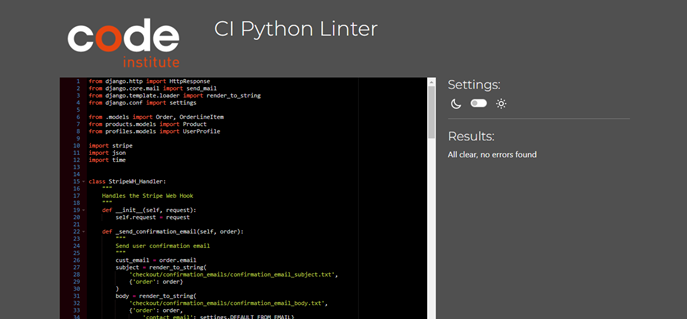 code
institute
CI Python Linter
1 from django.http import HttpResponse
2 from django.core.mail import send_mail
3 from django.template.loader import render_to_string
4 from django.conf import settings
5
6 from .models import Order, OrderLineItem
7 from products.models import Product
8 from profiles.models import UserProfile
9
10 import stripe
11 import json
12 import time
13
14
15 class StripeWH_Handler:
16 """
17 Handles the Stripe Web Hook
18 """
19 def __init__(self, request):
20 self.request = request
21
22 def _send_confirmation_email(self, order):
23 """
24 Send user confirmation email
25 """
26 cust_email = order.email
27 subject = render_to_string(
28 'checkout/confirmation_emails/confirmation_email_subject.txt',
29 {'order': order}
30 )
31 body = render_to_string(
32 'checkout/confirmation_emails/confirmation_email_body.txt',
33 {'order': order,
34 'contact_email': settings.DEFAULT_FROM_EMAIL}
Settings:
Results:
All clear, no errors found